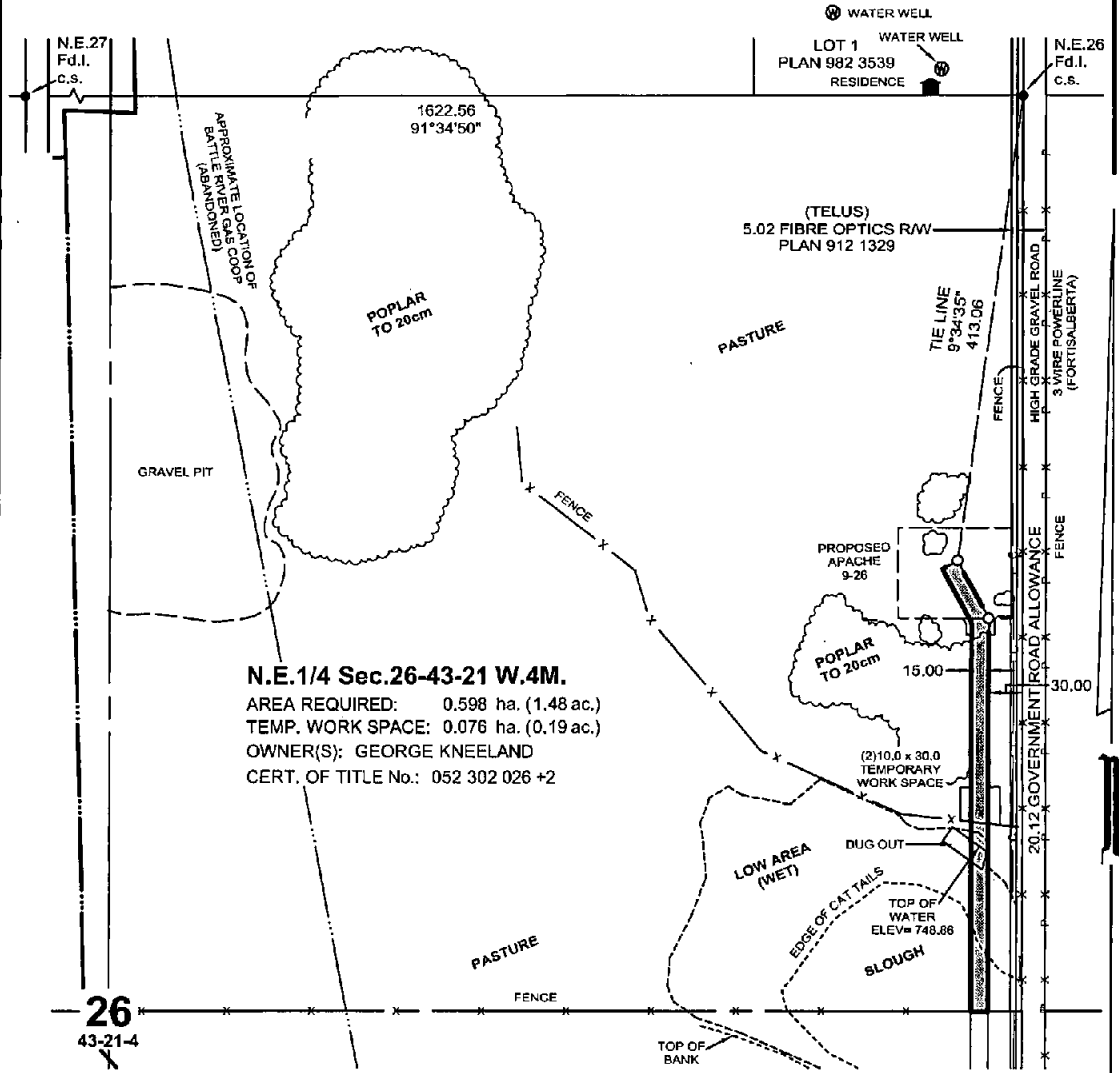 WATER WELL
N.E.27
Fd.I.
c.s.
LOT 1
PLAN 982 3539
WATER WELL
RESIDENCE
N.E.26
Fd.I.
c.s.
1622.56
91°34'50"
APPROXIMATE LOCATION OF
BATTLE RIVER GAS COOP
(ABANDONED)
(TELUS)
5.02 FIBRE OPTICS R/W
PLAN 912 1329
POPLAR
TO 20cm
PASTURE
TIE LINE
9°34'35"
413.06
FENCE
HIGH GRADE GRAVEL ROAD
3 WIRE POWERLINE
(FORTISALBERTA)
GRAVEL PIT
FENCE
FENCE
PROPOSED
APACHE
9-26
POPLAR
TO 20cm
15.00
30.00
20.12 GOVERNMENT ROAD ALLOWANCE
N.E.1/4 Sec.26-43-21 W.4M.
AREA REQUIRED: 0.598 ha. (1.48 ac.)
TEMP. WORK SPACE: 0.076 ha. (0.19 ac.)
OWNER(S): GEORGE KNEELAND
CERT. OF TITLE No.: 052 302 026 +2
(2)10.0 x 30.0
TEMPORARY
WORK SPACE
DUG OUT
LOW AREA
(WET)
EDGE OF CAT TAILS
TOP OF
WATER
ELEV= 748.86
SLOUGH
PASTURE
FENCE
26
43-21-4
TOP OF
BANK